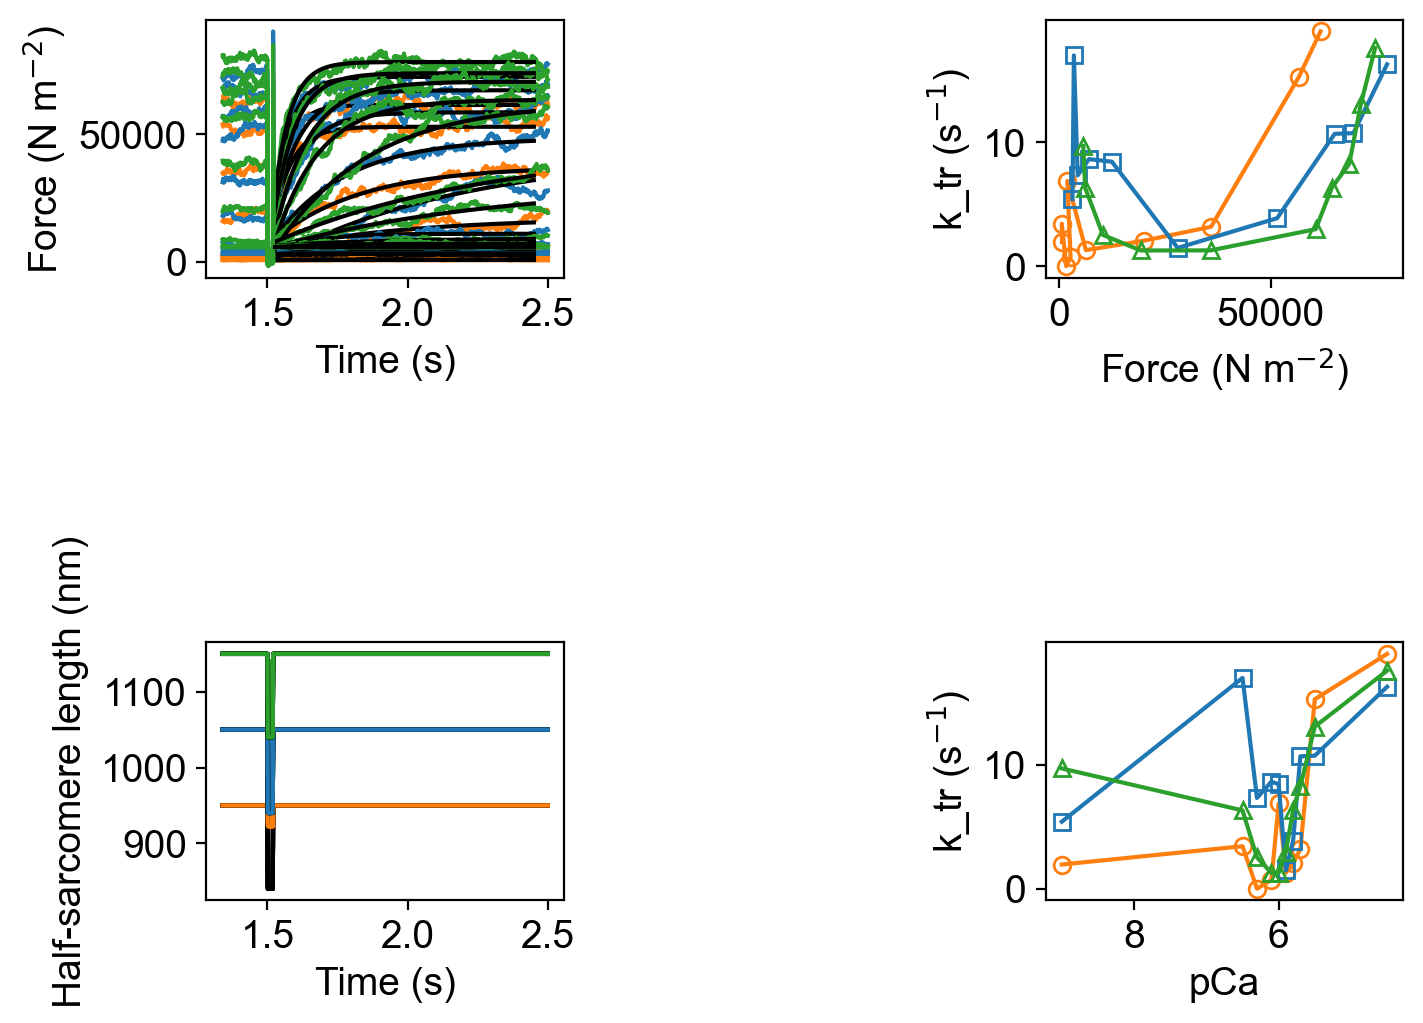 Force (N m⁻²)
50000
0
1.5 2.0 2.5
Time (s)
k_tr (s⁻¹)
10
0
0 50000
Force (N m⁻²)
Half-sarcomere length (nm)
1100
1000
900
1.5 2.0 2.5
Time (s)
k_tr (s⁻¹)
10
0
8 6
pCa